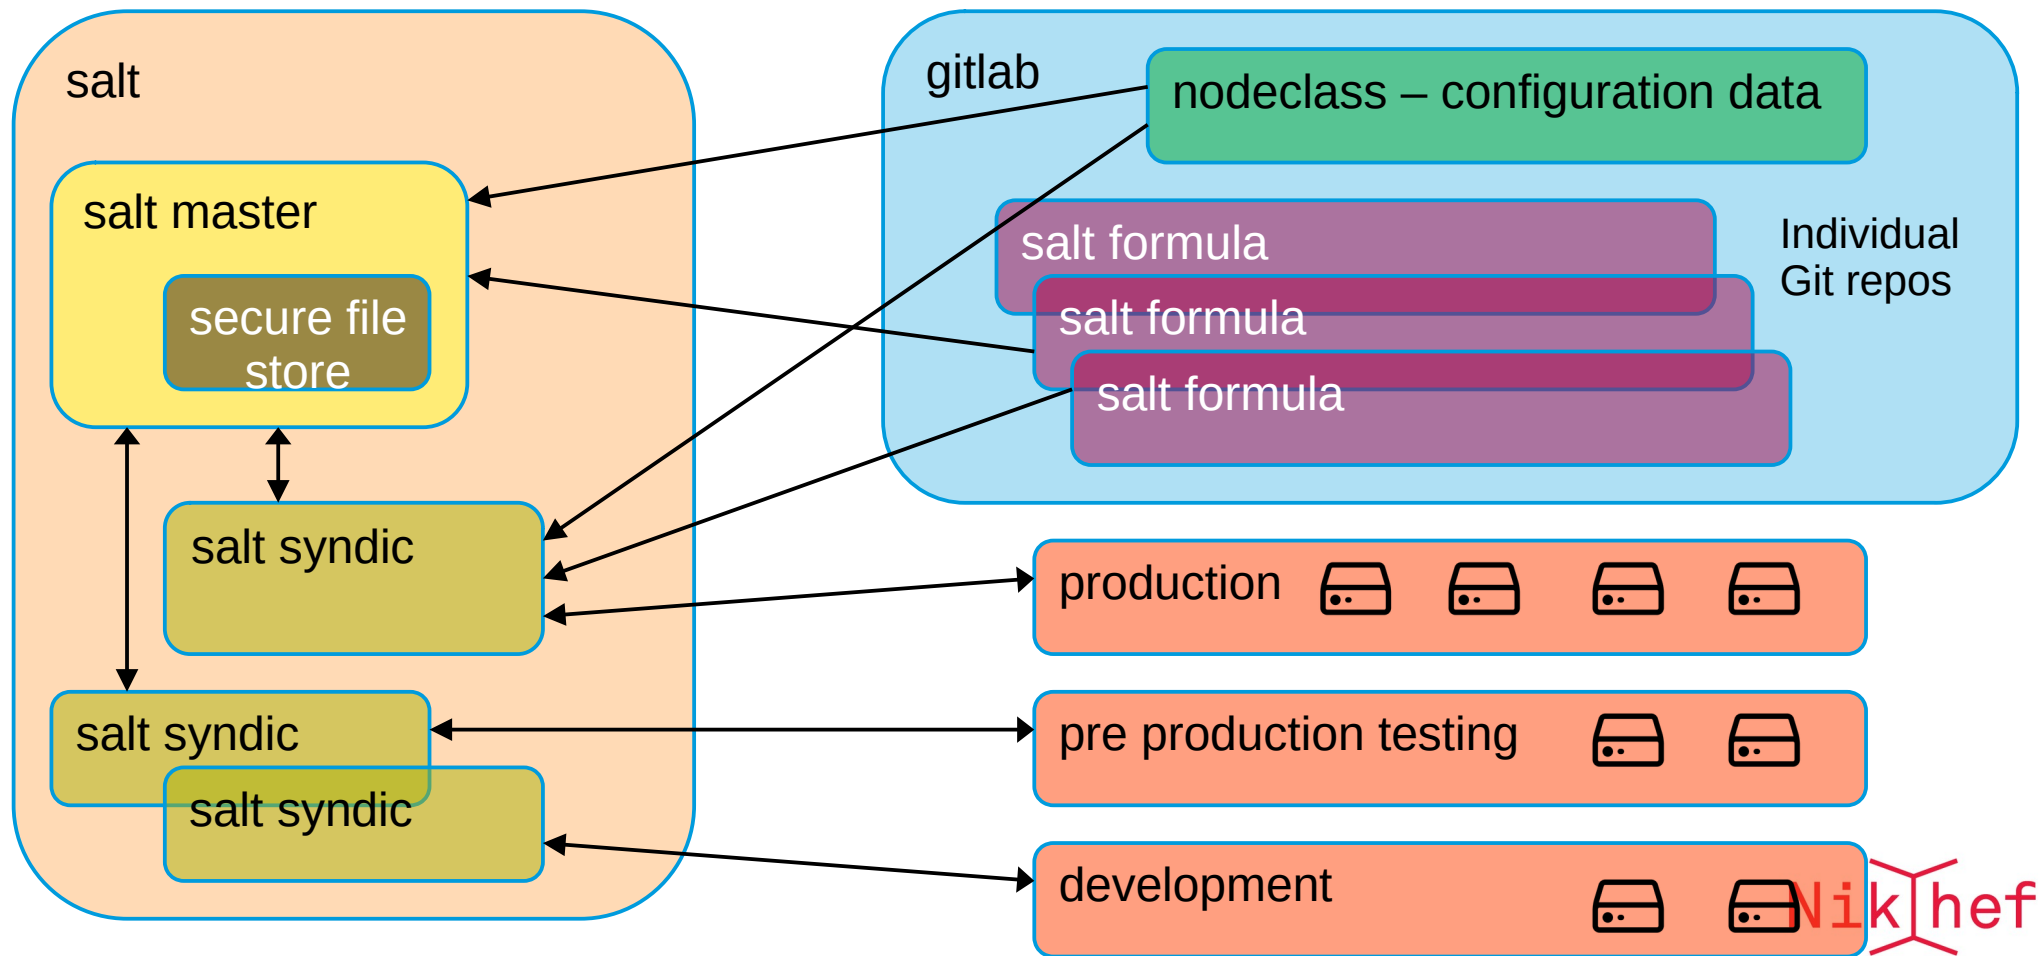 salt
gitlab
nodeclass – configuration data
salt master
secure file
store
salt formula
salt formula
salt formula
Individual
Git repos
salt syndic
salt syndic
salt syndic
production
pre production testing
development
Nikhef